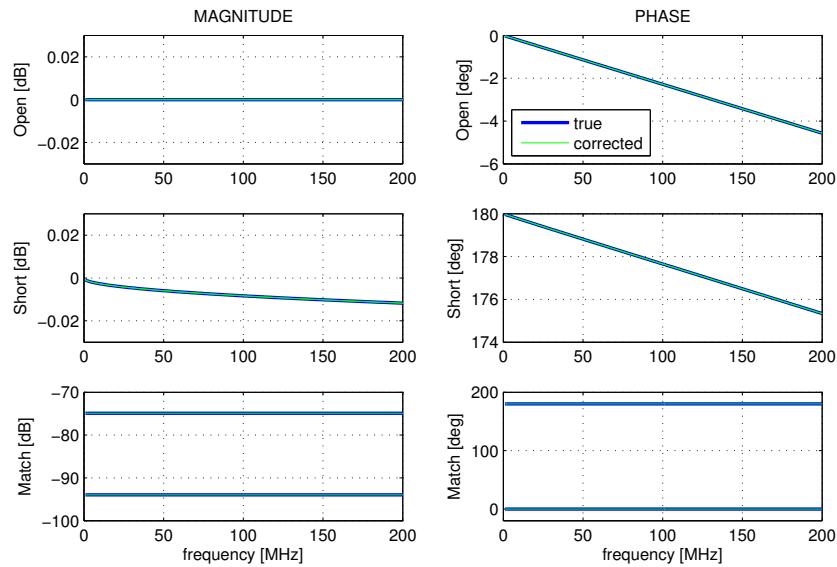 MAGNITUDE
PHASE
Open [dB]
0.02
0
−0.02
0 50 100 150 200
Open [deg]
0
−2
−4
−6
0 50 100 150 200
true
corrected
Short [dB]
0.02
0
−0.02
0 50 100 150 200
Short [deg]
180
178
176
174
0 50 100 150 200
Match [dB]
−70
−80
−90
−100
0 50 100 150 200
frequency [MHz]
Match [deg]
200
100
0
0 50 100 150 200
frequency [MHz]